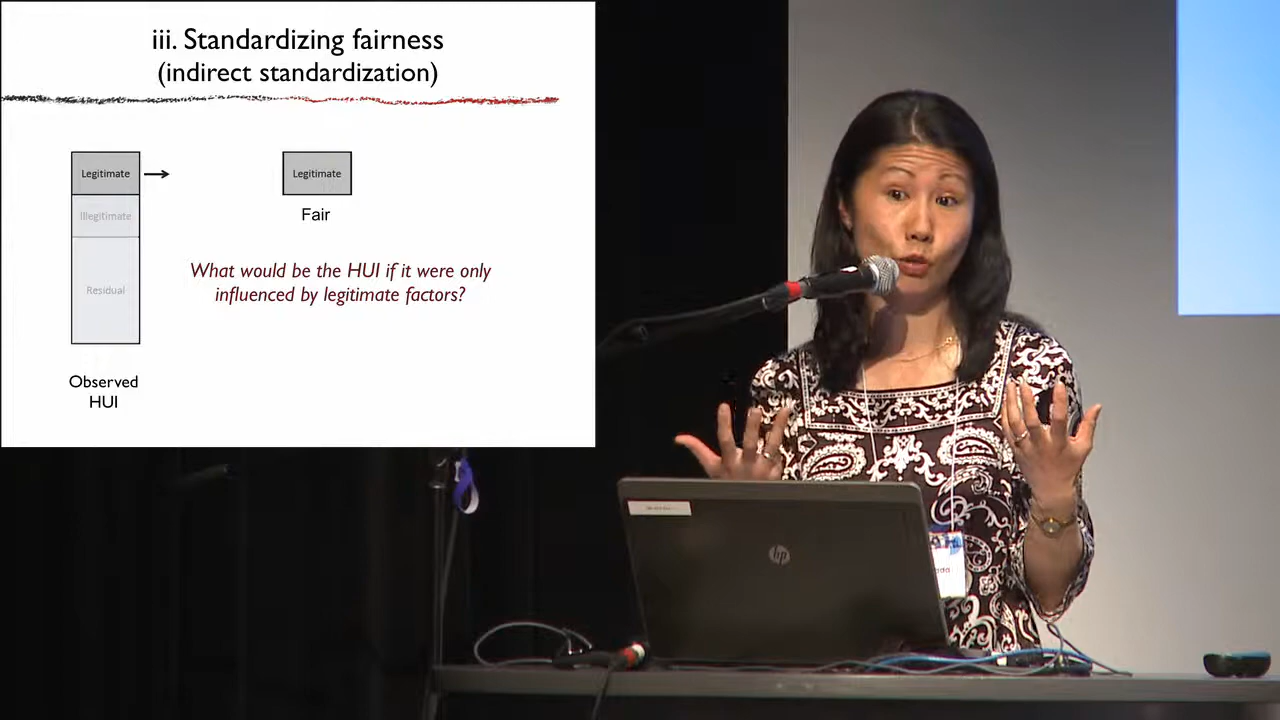 iii. Standardizing fairness
(indirect standardization)
Legitimate
Legitimate
Illegitimate
Fair
What would be the HUI if it were only
influenced by legitimate factors?
Residual
Observed
HUI
hp